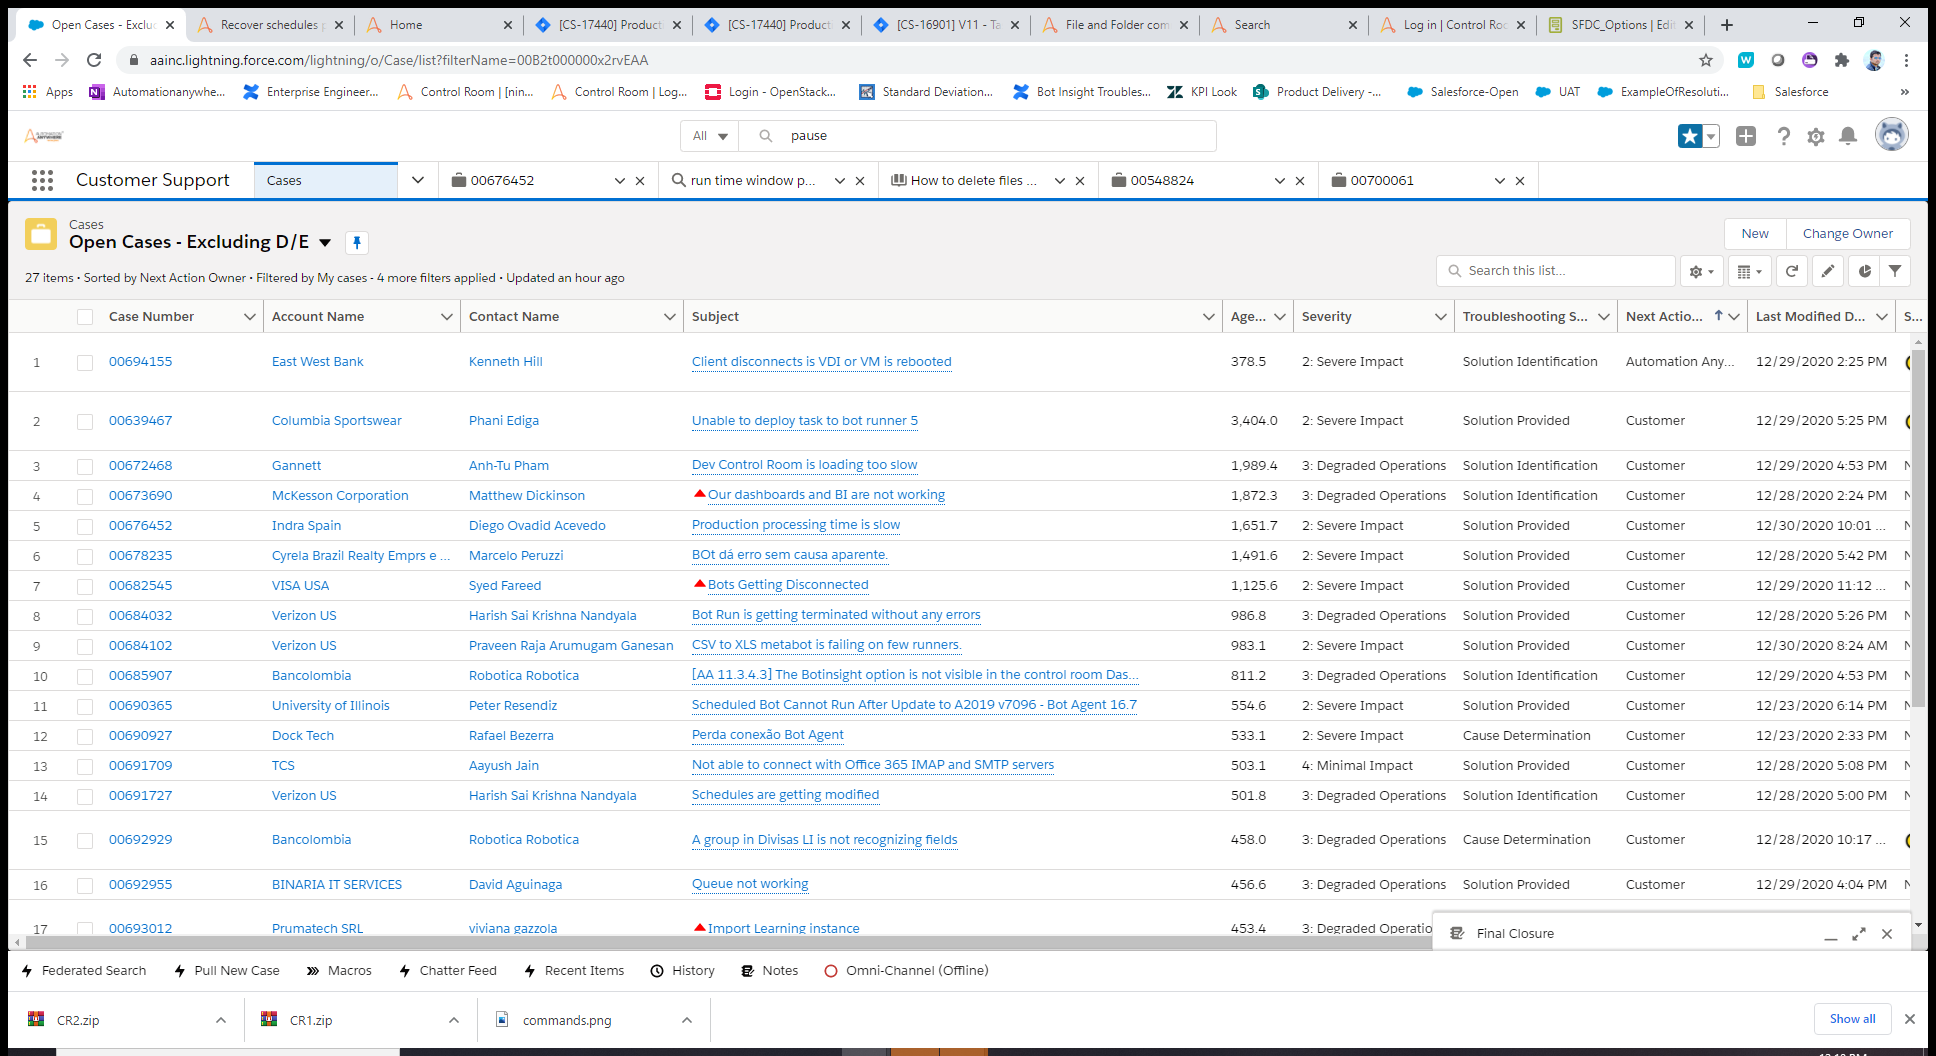 Open Cases - Exclu
Recover schedules p
Home
[CS-17440] Product
[CS-17440] Product
[CS-16901] V11 - Ta
File and Folder com
Search
Log in | Control Roo
SFDC_Options | Edit
aainc.lightning.force.com/lightning/o/Case/list?filterName=00B2t000000x2rvEAA
Apps
Automationanywhe...
Enterprise Engineer...
Control Room | [nin...
Control Room | Log...
Login - OpenStack...
Standard Deviation...
Bot Insight Troubles...
KPI Look
Product Delivery -...
Salesforce-Open
UAT
ExampleOfResoluti...
Salesforce
»
All
pause
Customer Support
Cases
00676452
run time window p...
How to delete files ...
00548824
00700061
Cases
Open Cases - Excluding D/E
New
Change Owner
27 items • Sorted by Next Action Owner • Filtered by My cases - 4 more filters applied • Updated an hour ago
Search this list...
Case Number Account Name Contact Name Subject Age... Severity Troubleshooting S... Next Actio... Last Modified D... S...
1 00694155 East West Bank Kenneth Hill Client disconnects is VDI or VM is rebooted 378.5 2: Severe Impact Solution Identification Automation Any... 12/29/2020 2:25 PM
2 00639467 Columbia Sportswear Phani Ediga Unable to deploy task to bot runner 5 3,404.0 2: Severe Impact Solution Provided Customer 12/29/2020 5:25 PM
3 00672468 Gannett Anh-Tu Pham Dev Control Room is loading too slow 1,989.4 3: Degraded Operations Solution Identification Customer 12/29/2020 4:53 PM
4 00673690 McKesson Corporation Matthew Dickinson Our dashboards and BI are not working 1,872.3 3: Degraded Operations Solution Identification Customer 12/28/2020 2:24 PM
5 00676452 Indra Spain Diego Ovadid Acevedo Production processing time is slow 1,651.7 2: Severe Impact Solution Provided Customer 12/30/2020 10:01 ...
6 00678235 Cyrela Brazil Realty Emprs e ... Marcelo Peruzzi BOt dá erro sem causa aparente. 1,491.6 2: Severe Impact Solution Provided Customer 12/28/2020 5:42 PM
7 00682545 VISA USA Syed Fareed Bots Getting Disconnected 1,125.6 2: Severe Impact Solution Provided Customer 12/29/2020 11:12 ...
8 00684032 Verizon US Harish Sai Krishna Nandyala Bot Run is getting terminated without any errors 986.8 3: Degraded Operations Solution Provided Customer 12/28/2020 5:26 PM
9 00684102 Verizon US Praveen Raja Arumugam Ganesan CSV to XLS metabot is failing on few runners. 983.1 2: Severe Impact Solution Provided Customer 12/30/2020 8:24 AM
10 00685907 Bancolombia Robotica Robotica [AA 11.3.4.3] The Botinsight option is not visible in the control room Das... 811.2 3: Degraded Operations Solution Identification Customer 12/29/2020 4:53 PM
11 00690365 University of Illinois Peter Resendiz Scheduled Bot Cannot Run After Update to A2019 v7096 - Bot Agent 16.7 554.6 2: Severe Impact Solution Provided Customer 12/23/2020 6:14 PM
12 00690927 Dock Tech Rafael Bezerra Perda conexão Bot Agent 533.1 2: Severe Impact Cause Determination Customer 12/23/2020 2:33 PM
13 00691709 TCS Aayush Jain Not able to connect with Office 365 IMAP and SMTP servers 503.1 4: Minimal Impact Solution Provided Customer 12/28/2020 5:08 PM
14 00691727 Verizon US Harish Sai Krishna Nandyala Schedules are getting modified 501.8 3: Degraded Operations Solution Identification Customer 12/28/2020 5:00 PM
15 00692929 Bancolombia Robotica Robotica A group in Divisas LI is not recognizing fields 458.0 3: Degraded Operations Cause Determination Customer 12/28/2020 10:17 ...
16 00692955 BINARIA IT SERVICES David Aguinaga Queue not working 456.6 3: Degraded Operations Solution Provided Customer 12/29/2020 4:04 PM
17 00693012 Prumatech SRL viviana gazzola Import Learning instance 453.4 3: Degraded Operatio
Final Closure
Federated Search
Pull New Case
Macros
Chatter Feed
Recent Items
History
Notes
Omni-Channel (Offline)
CR2.zip
CR1.zip
commands.png
Show all